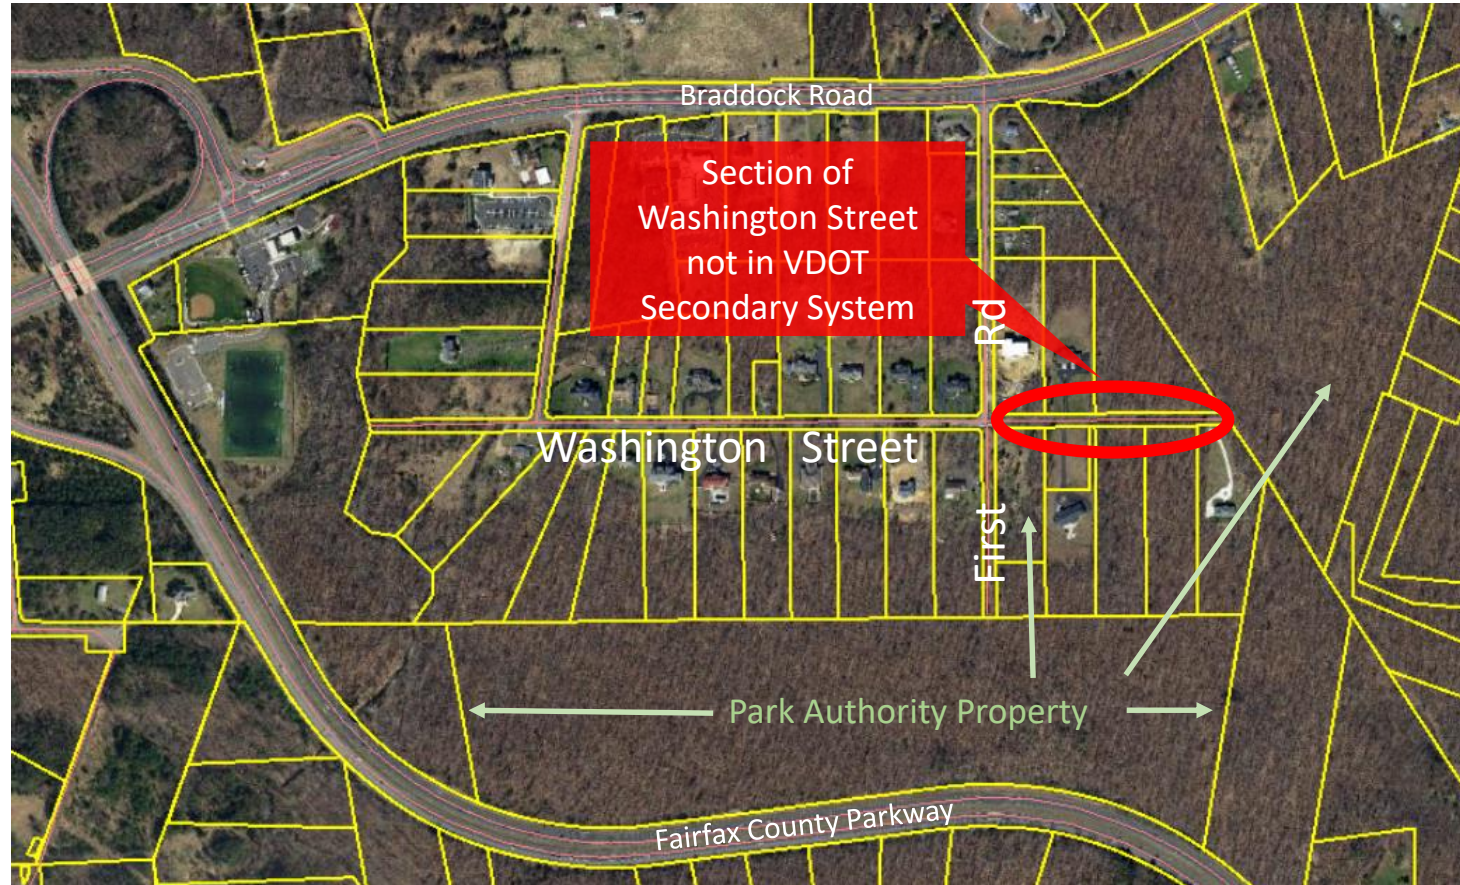 Braddock Road
Section of
Washington Street
not in VDOT
Secondary System
First Rd
Washington Street
Park Authority Property
Fairfax County Parkway